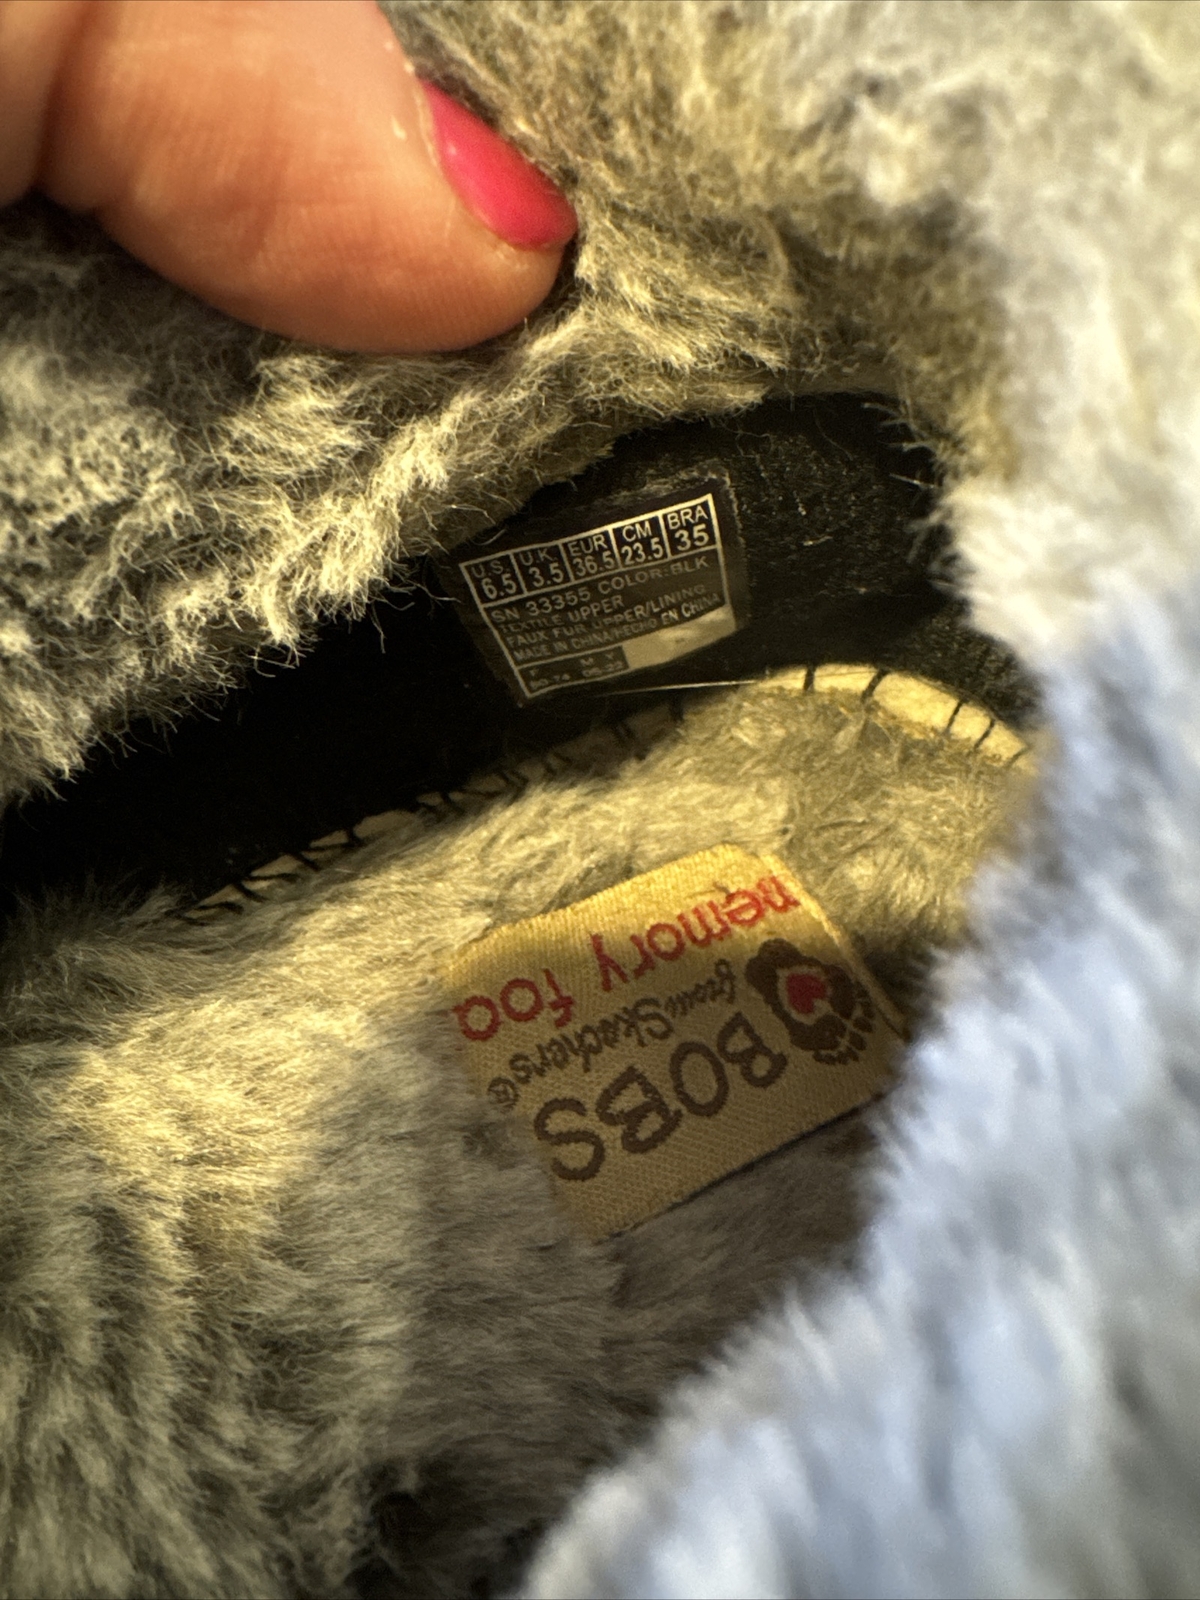 U.S. U.K. EUR CM BRA
6.5 3.5 36.5 23.5 35
SN 33355 COLOR:BLK
TEXTILE UPPER
FAUX FUR UPPER/LINING
MADE IN CHINA/HECHO EN CHINA
F M Y
BOBS
from Skechers®
memory foa